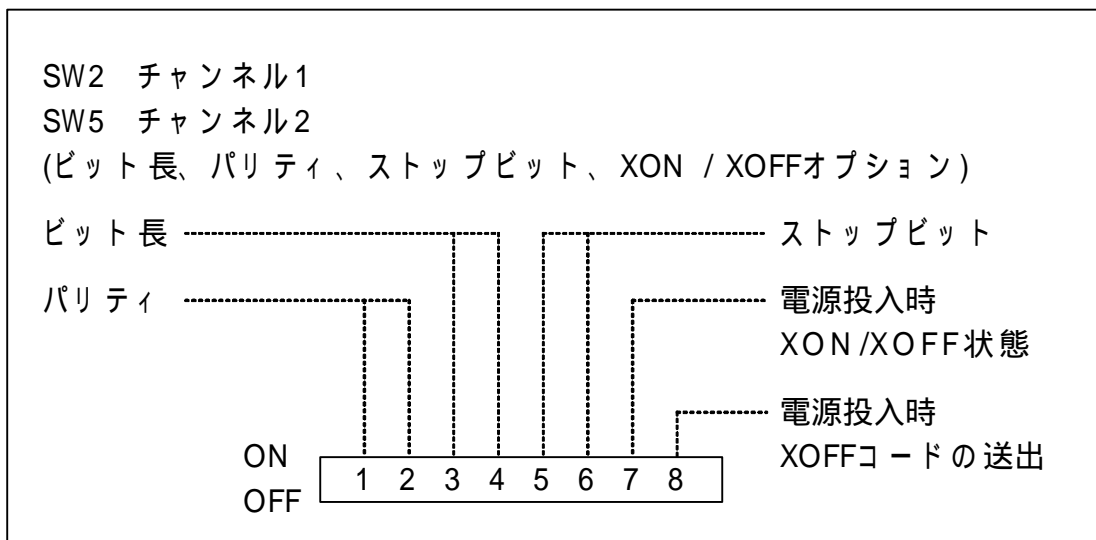 SW2 チャンネル1
SW5 チャンネル2
(ビット長、パリティ、ストップビット、XON / XOFFオプション)
ビット長
ストップビット
パリティ
電源投入時
XON/XOFF状態
電源投入時
XOFFコードの送出
ON
OFF
1 2 3 4 5 6 7 8